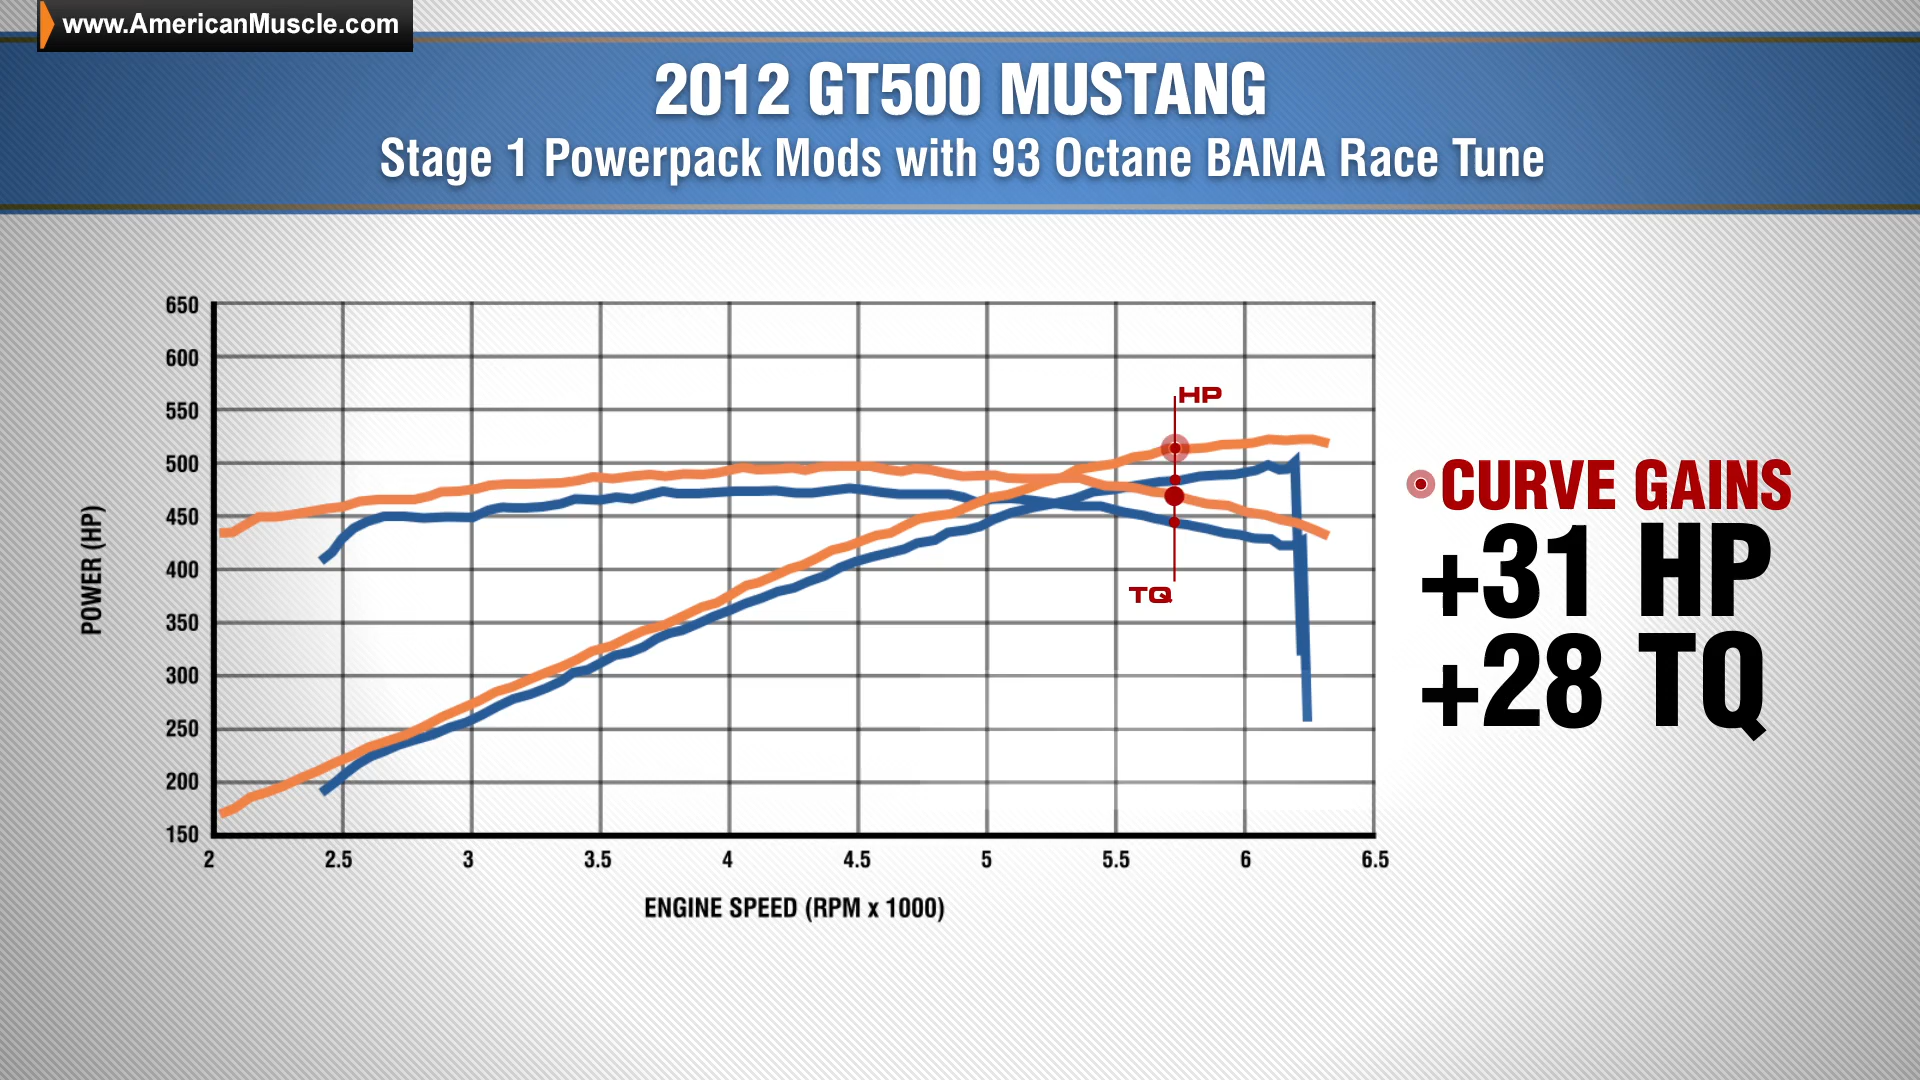 www.AmericanMuscle.com
2012 GT500 MUSTANG
Stage 1 Powerpack Mods with 93 Octane BAMA Race Tune
650
600
550
500
450
400
350
300
250
200
150
POWER (HP)
HP
TQ
2 2.5 3 3.5 4 4.5 5 5.5 6 6.5
ENGINE SPEED (RPM x 1000)
CURVE GAINS
+31 HP
+28 TQ